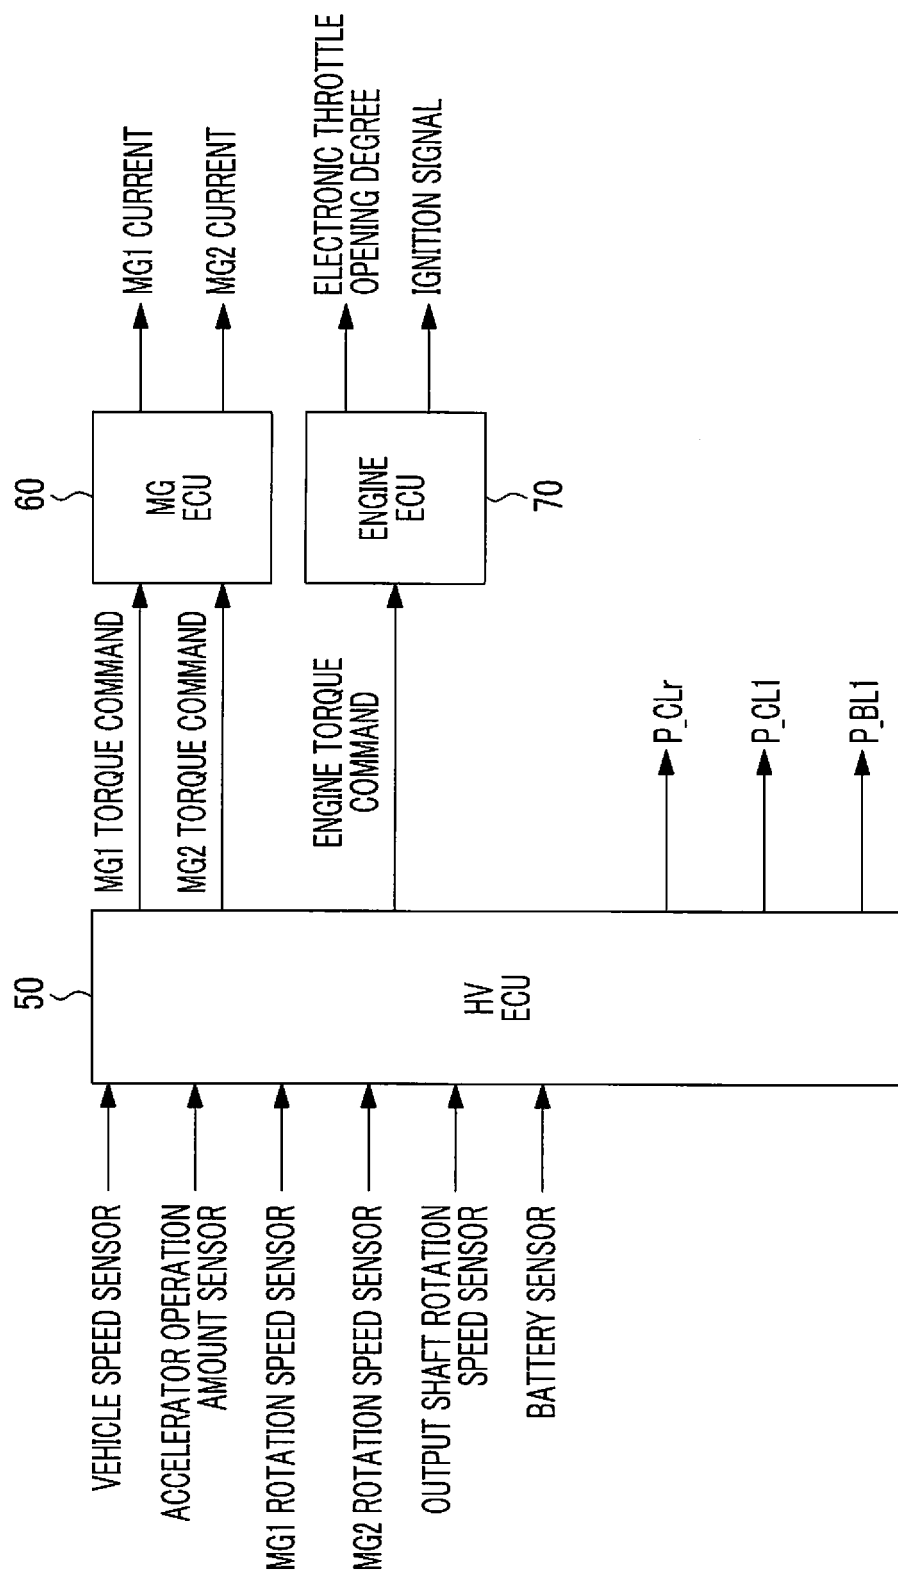 VEHICLE SPEED SENSOR
ACCELERATOR OPERATION
AMOUNT SENSOR
MG1 ROTATION SPEED SENSOR
MG2 ROTATION SPEED SENSOR
OUTPUT SHAFT ROTATION
SPEED SENSOR
BATTERY SENSOR
50
HV
ECU
MG1 TORQUE COMMAND
MG2 TORQUE COMMAND
ENGINE TORQUE
COMMAND
P_CLr
P_CL1
P_BL1
60
MG
ECU
ENGINE
ECU
70
MG1 CURRENT
MG2 CURRENT
ELECTRONIC THROTTLE
OPENING DEGREE
IGNITION SIGNAL